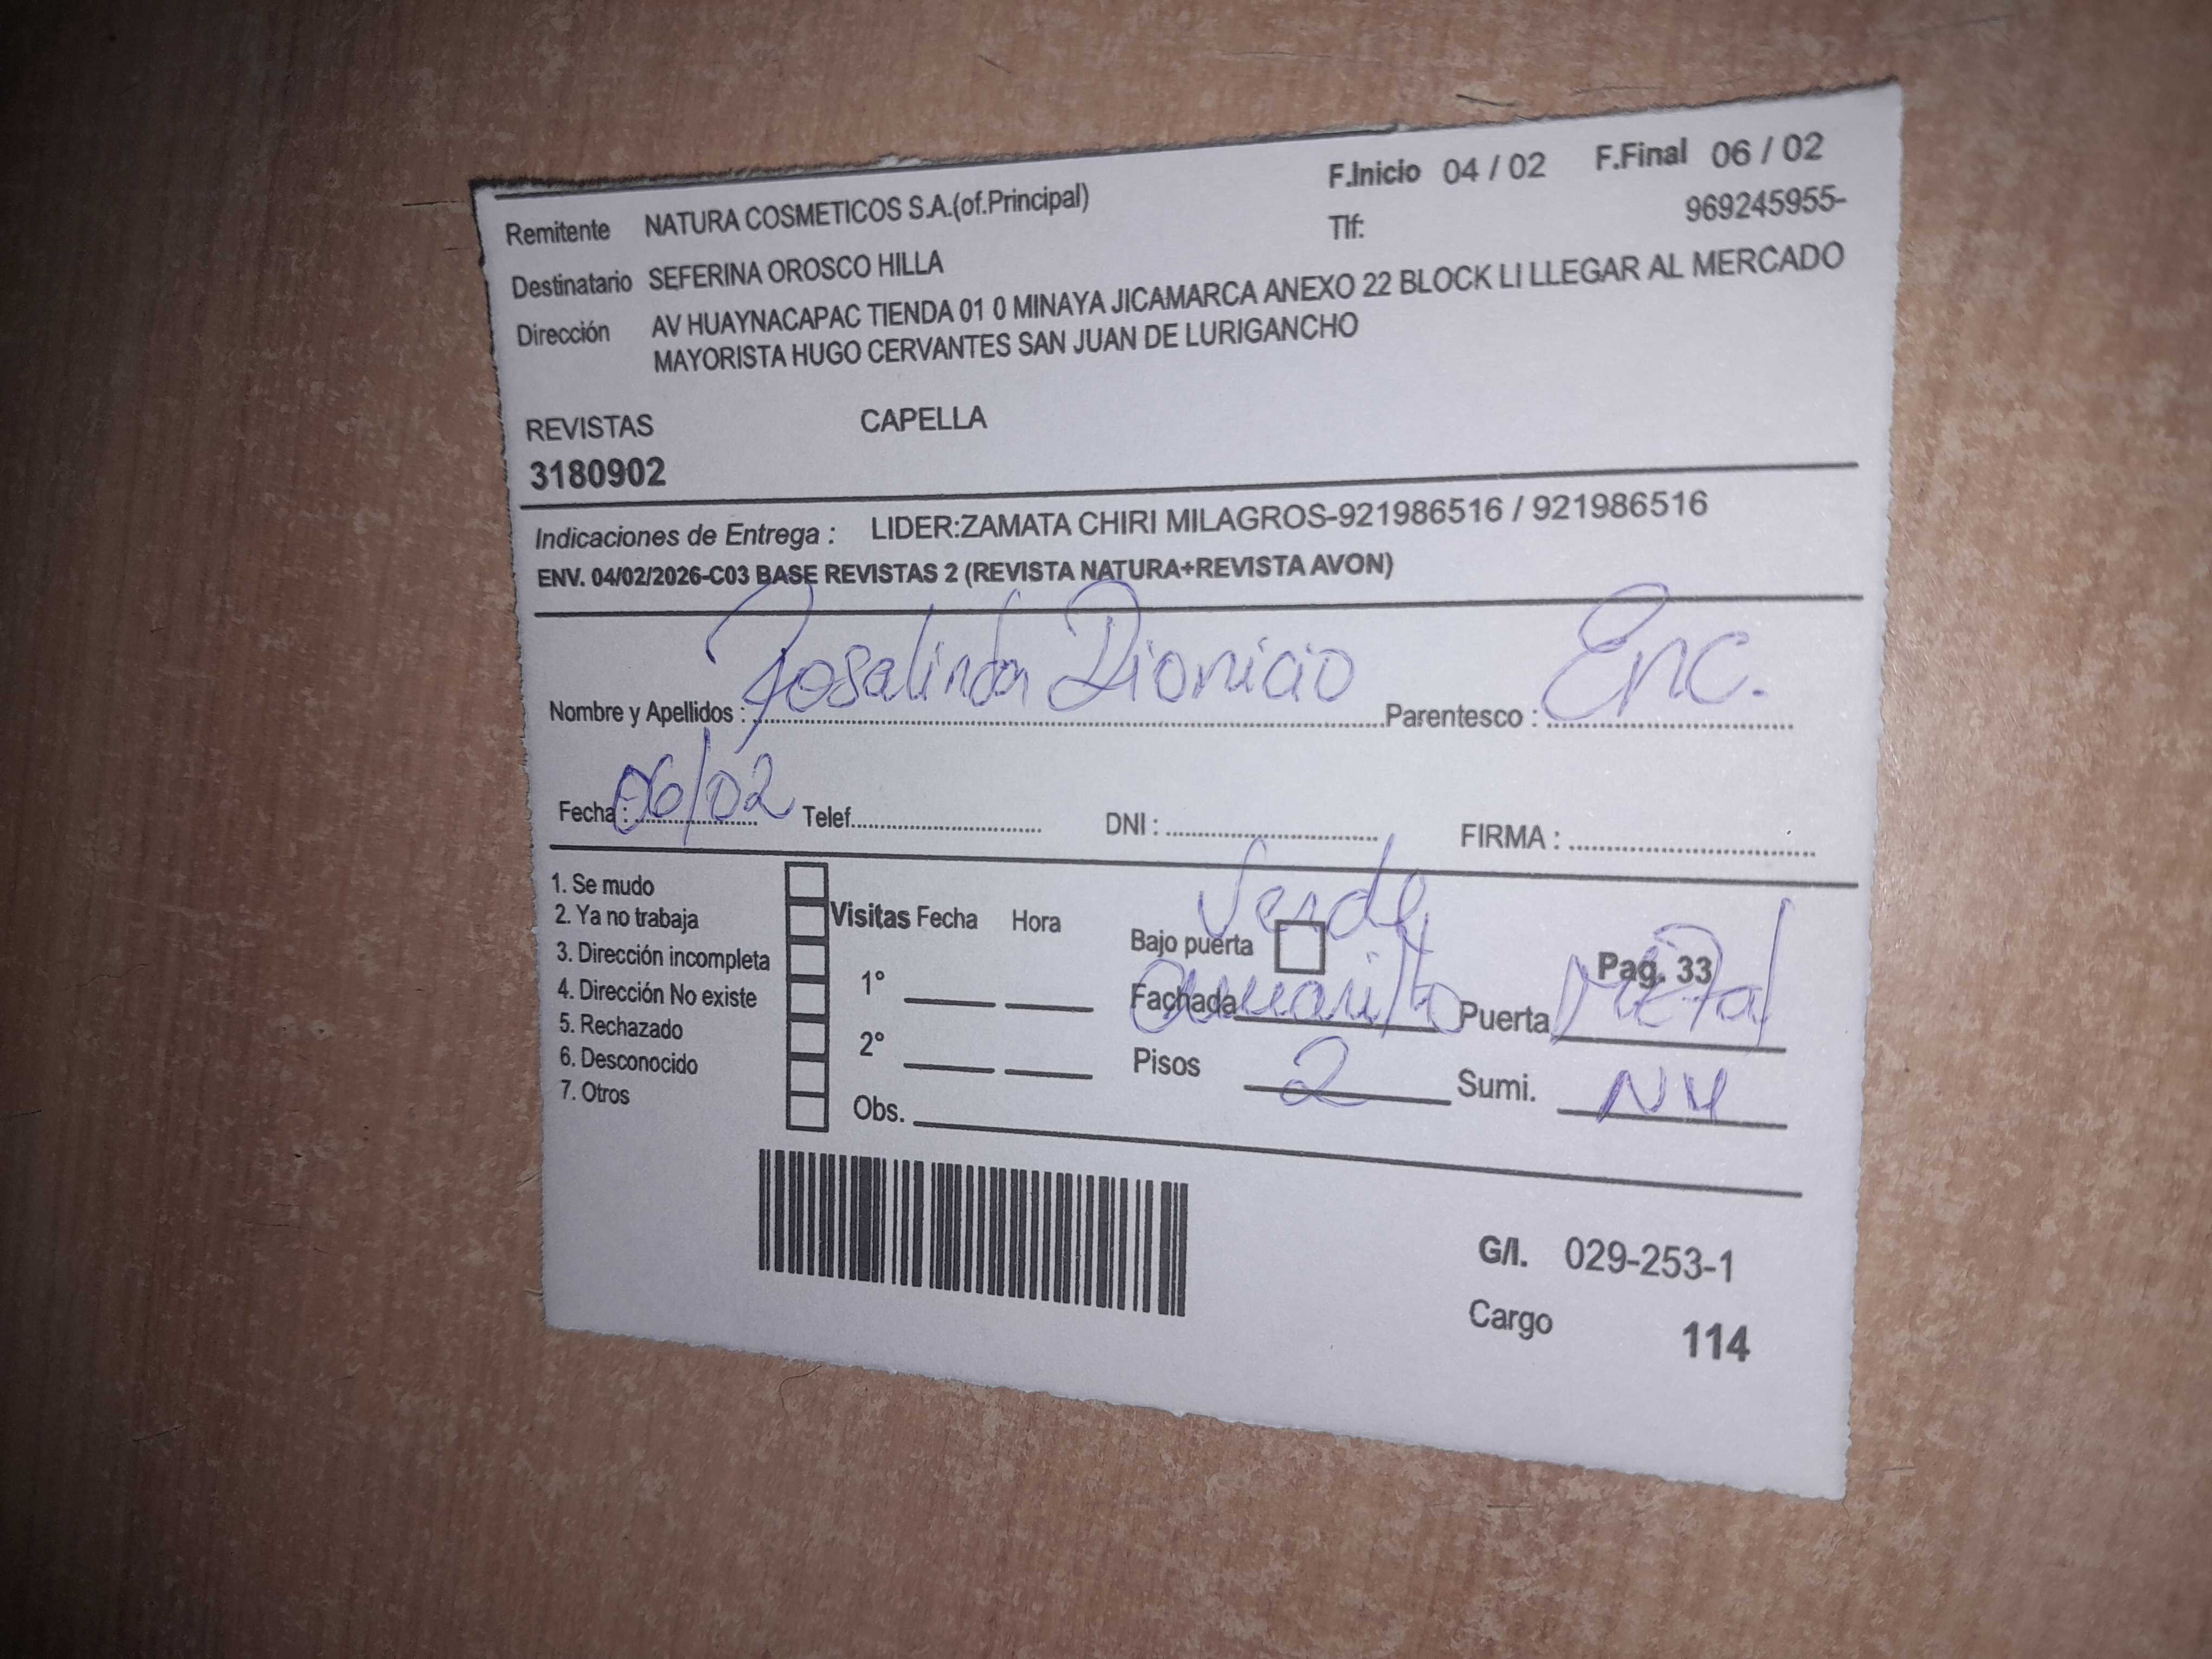 F.Inicio 04 / 02 F.Final 06 / 02
Remitente NATURA COSMETICOS S.A.(of.Principal) Tlf: 969245955-
Destinatario SEFERINA OROSCO HILLA
Dirección AV HUAYNACAPAC TIENDA 01 0 MINAYA JICAMARCA ANEXO 22 BLOCK LI LLEGAR AL MERCADO
MAYORISTA HUGO CERVANTES SAN JUAN DE LURIGANCHO
REVISTAS CAPELLA
3180902
Indicaciones de Entrega : LIDER:ZAMATA CHIRI MILAGROS-921986516 / 921986516
ENV. 04/02/2026-C03 BASE REVISTAS 2 (REVISTA NATURA+REVISTA AVON)
Nombre y Apellidos : Rosalinda Dionicio Parentesco : Enc.
Fecha : 06/02 Telef. DNI : FIRMA :
1. Se mudo
2. Ya no trabaja
3. Dirección incompleta
4. Dirección No existe
5. Rechazado
6. Desconocido
7. Otros
Visitas Fecha Hora
1°
2°
Obs.
Verde
Bajo puerta Pag. 33
Fachada amarillo Puerta Metal
Pisos 2 Sumi. NV
G/I. 029-253-1
Cargo 114